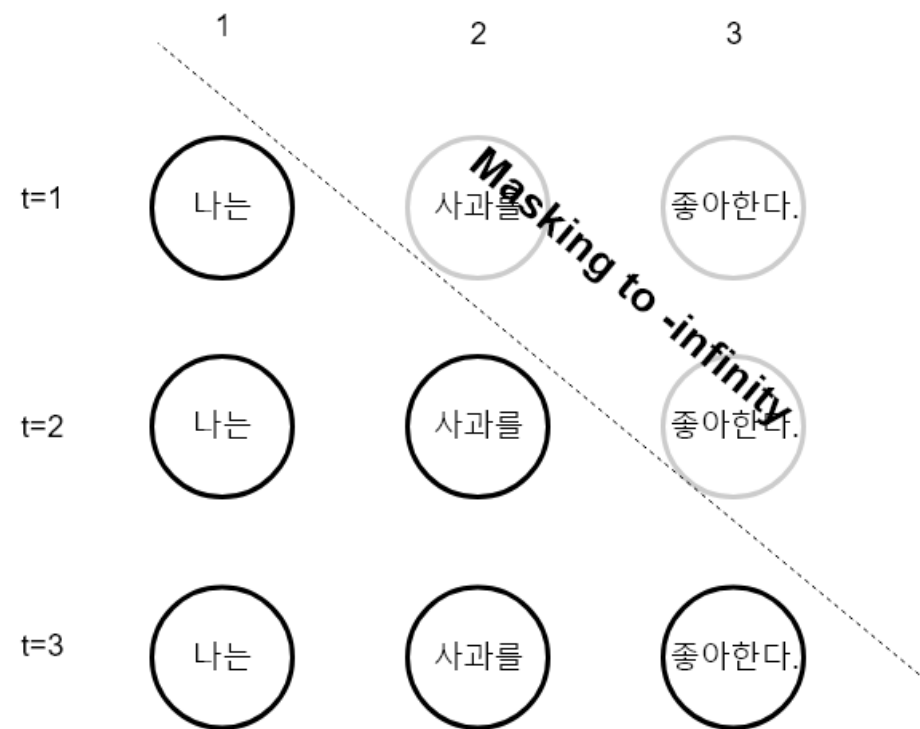 1 2 3
t=1 나는 사과를 좋아한다.
Masking to -infinity
t=2 나는 사과를 좋아한다.
t=3 나는 사과를 좋아한다.